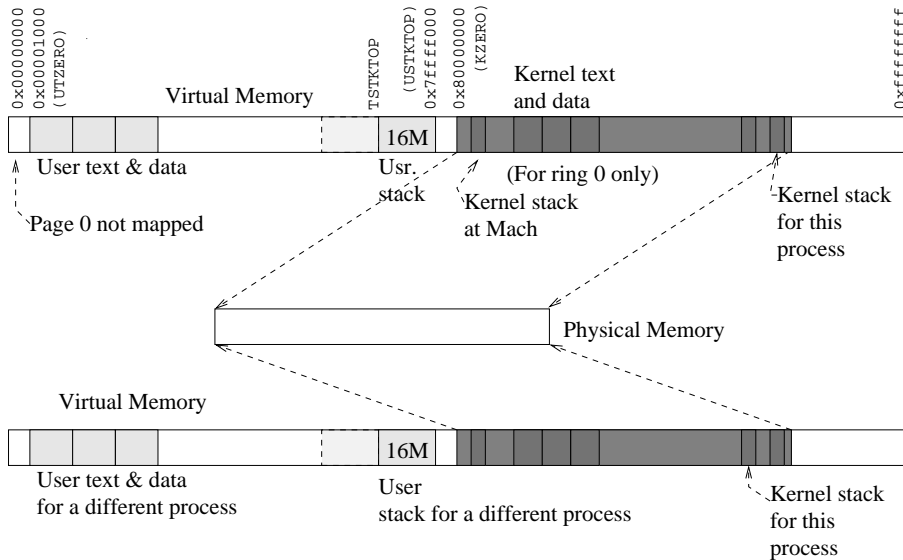 0x00000000
0x00001000
(UTZERO)
TSTKTOP
(USTKTOP)
0x7ffff000
0x80000000
(KZERO)
0xffffffff
Virtual Memory
Kernel text
and data
16M
User text & data
Usr.
stack
(For ring 0 only)
Kernel stack
at Mach
Kernel stack
for this
process
Page 0 not mapped
Physical Memory
Virtual Memory
16M
User text & data
for a different process
User
stack for a different process
Kernel stack
for this
process